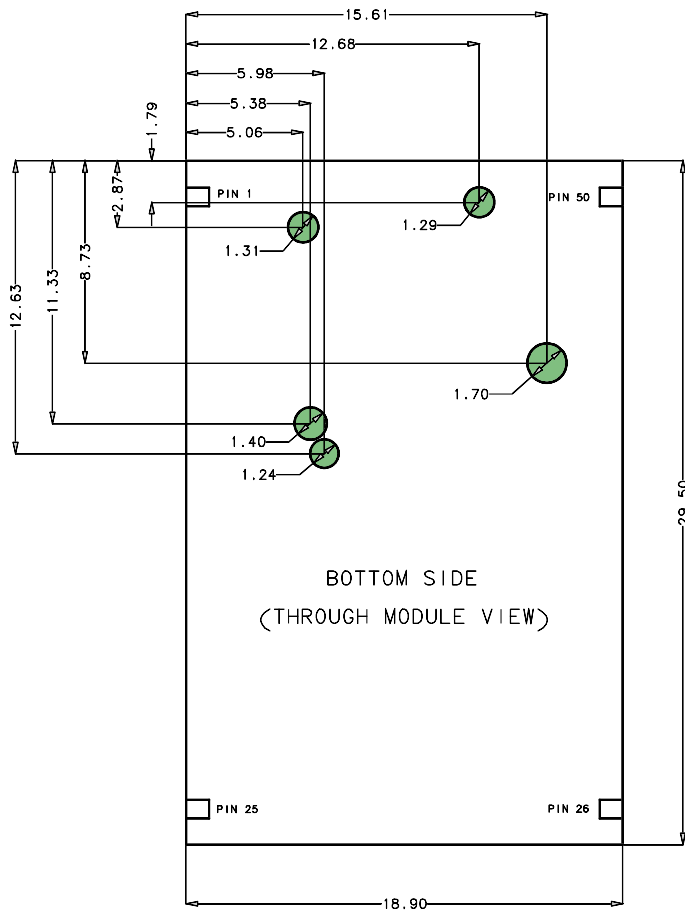 15.61
12.68
5.98
5.38
5.06
1.79
2.87
8.73
11.33
12.63
PIN 1
PIN 50
1.29
1.31
1.70
1.40
1.24
29.50
BOTTOM SIDE
(THROUGH MODULE VIEW)
PIN 25
PIN 26
18.90